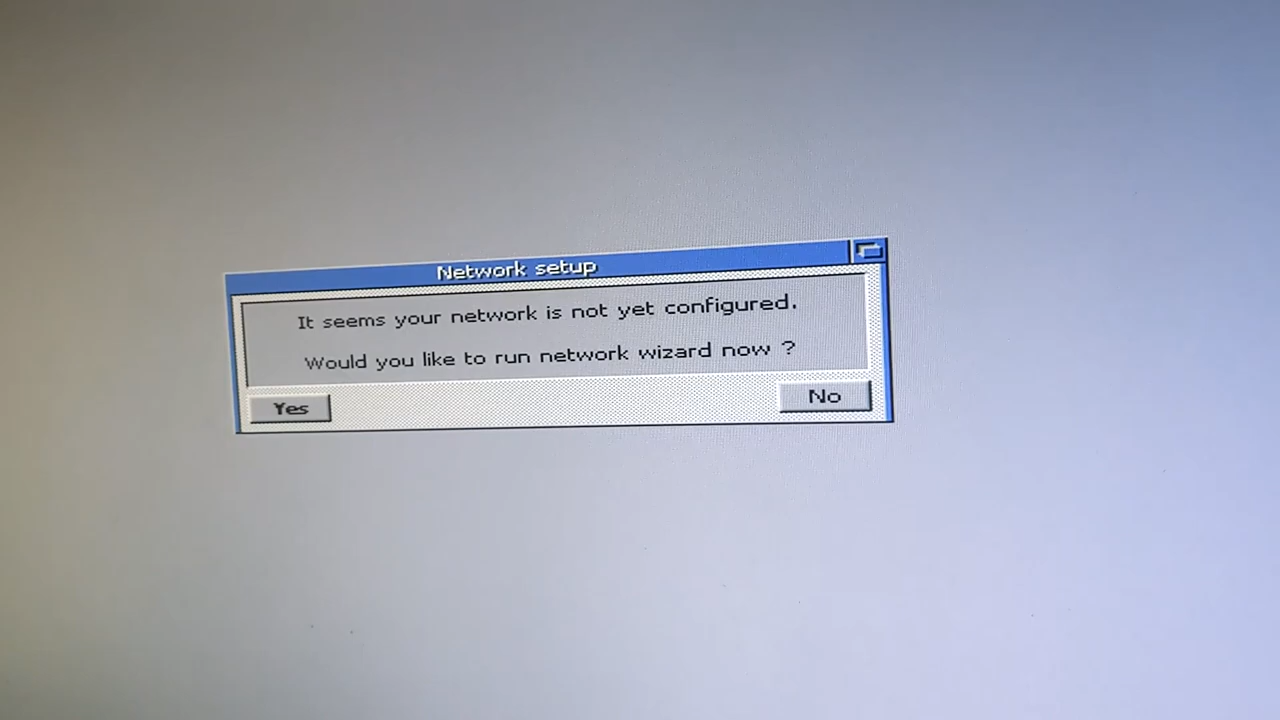 Network setup
It seems your network is not yet configured.
Would you like to run network wizard now ?
Yes
No